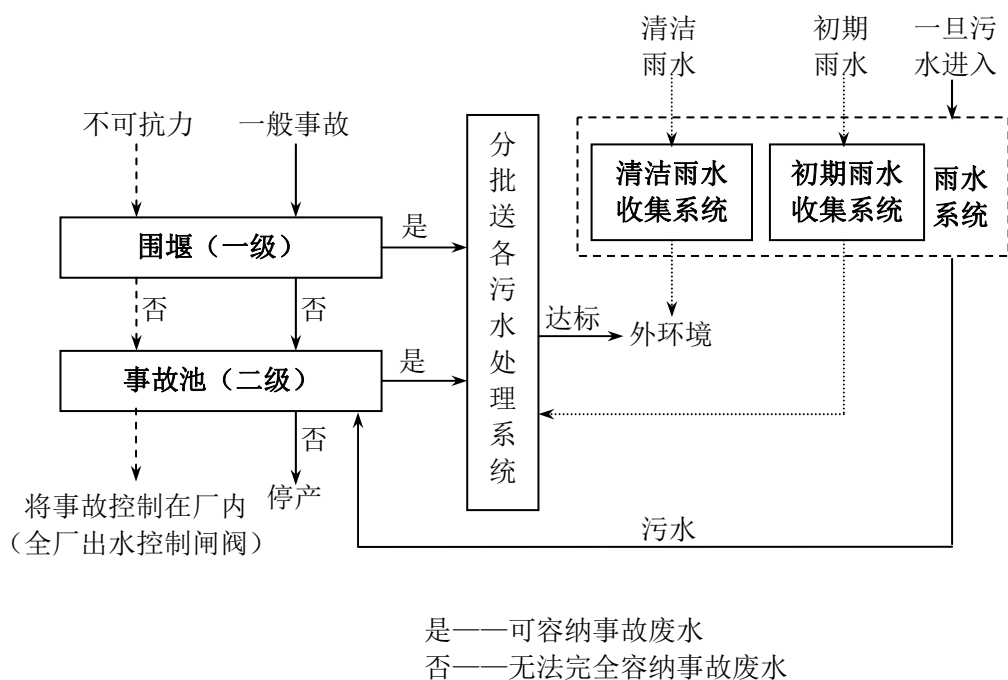 清洁
雨水
初期
雨水
一旦污
水进入
不可抗力
一般事故
分批送各污水处理系统
清洁雨水
收集系统
初期雨水
收集系统
雨水
系统
围堰（一级）
是
否
否
达标
外环境
事故池（二级）
是
否
将事故控制在厂内
（全厂出水控制闸阀）
停产
污水
是——可容纳事故废水
否——无法完全容纳事故废水